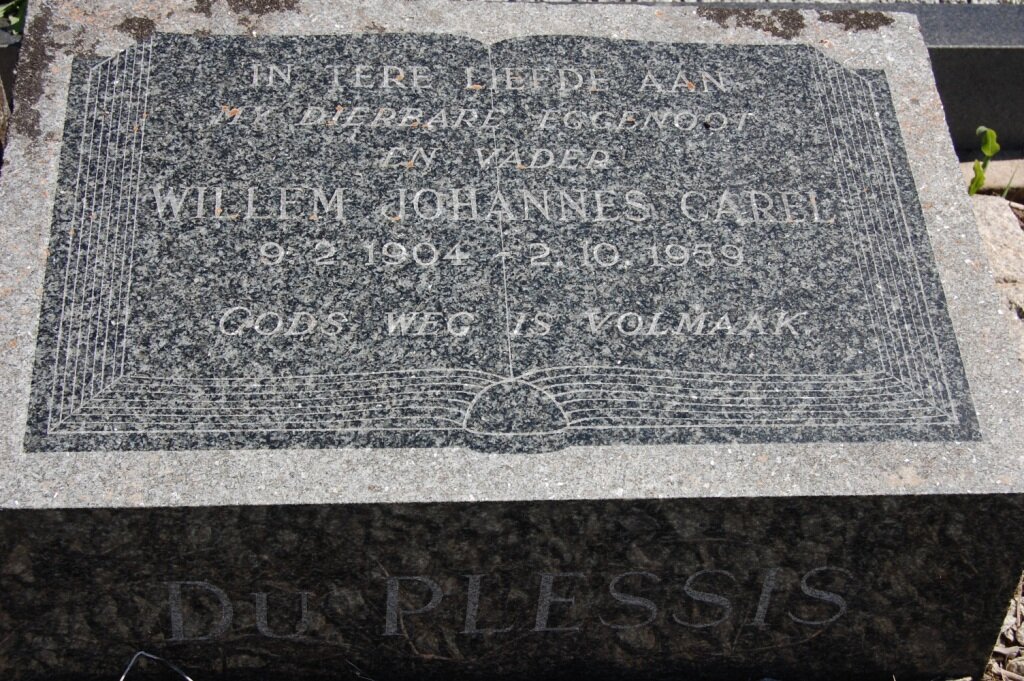 IN TERE LIEFDE AAN
MY DIERBARE EGGENOOT
EN VADER
WILLEM JOHANNES CAREL
9. 2. 1904 - 2. 10. 1959
GODS WEG IS VOLMAAK.
DU PLESSIS